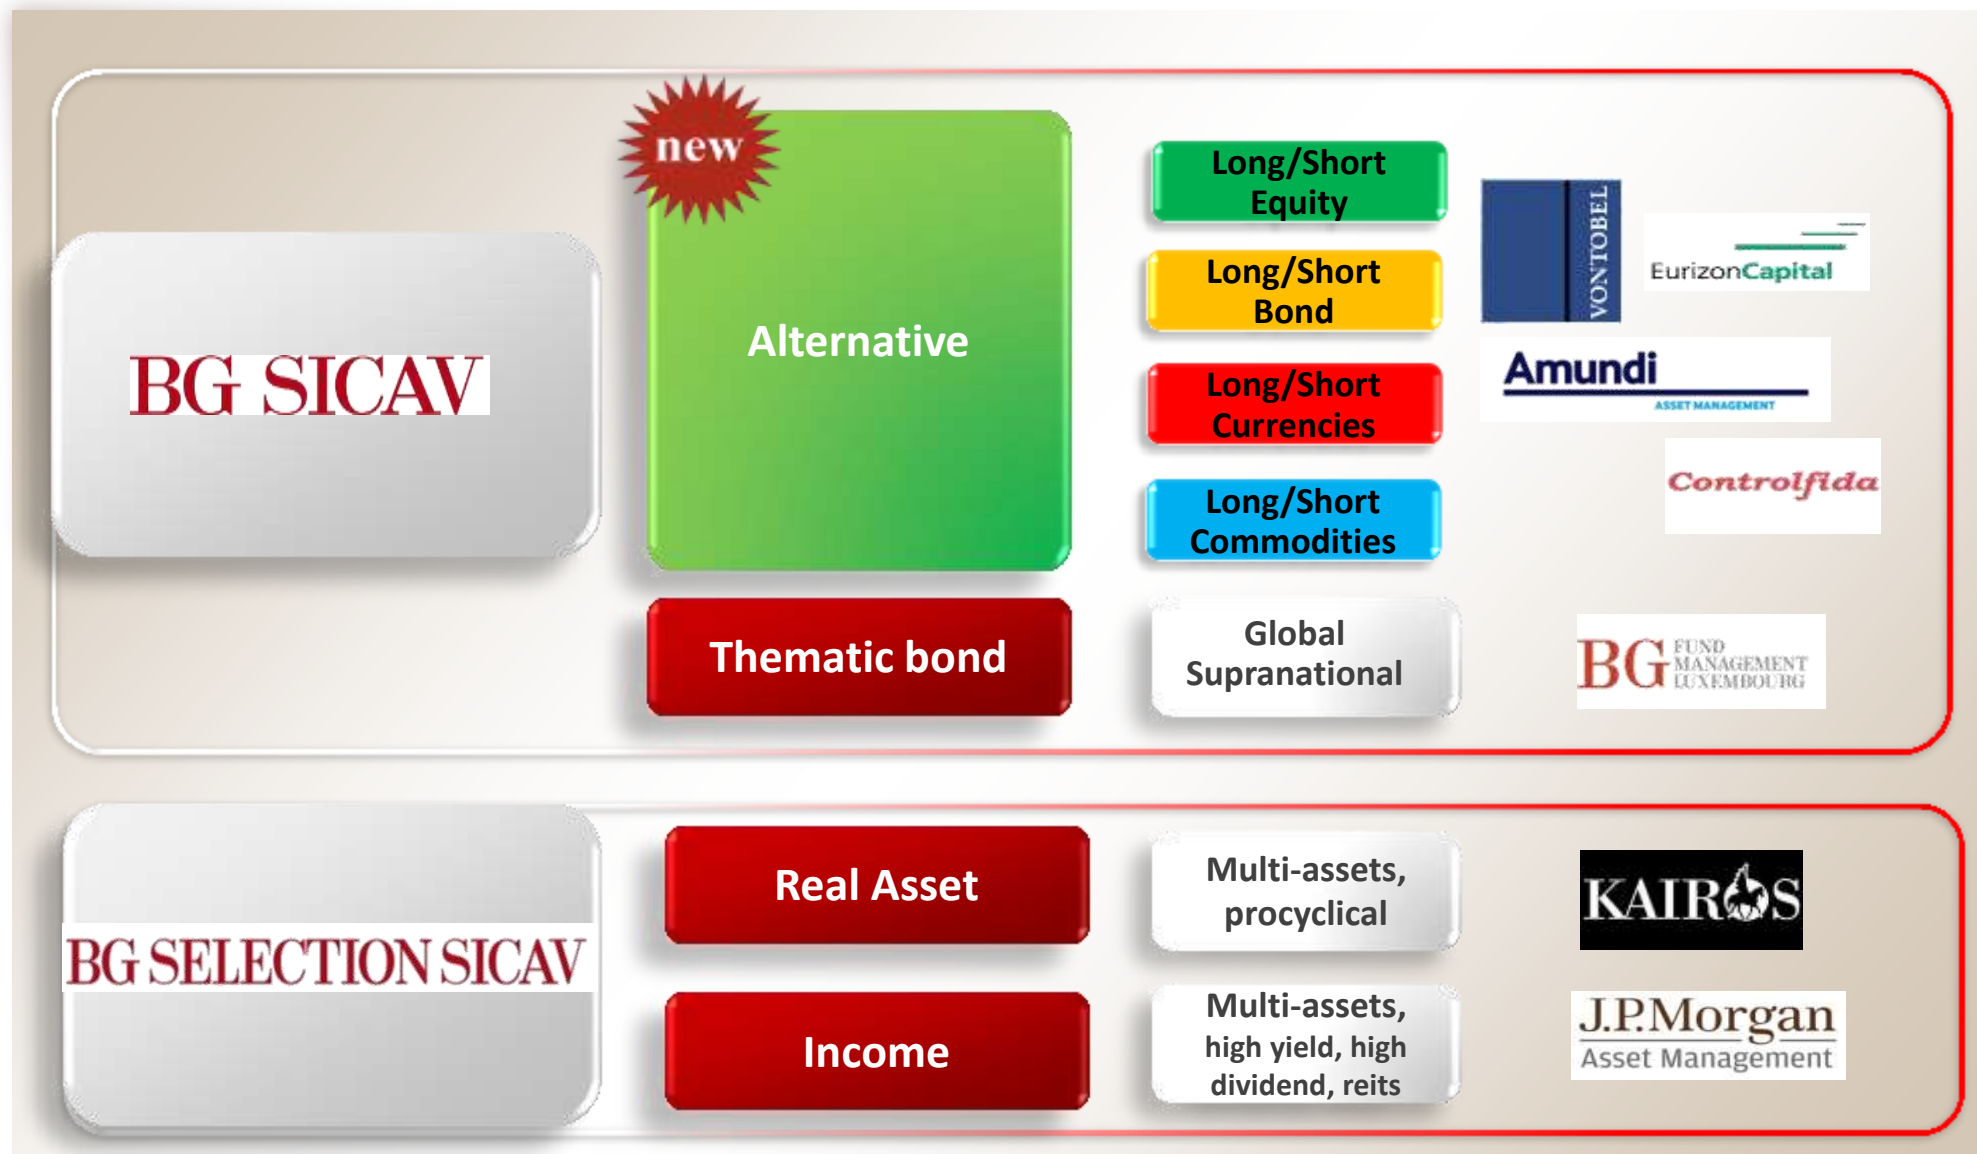 new
BG SICAV
Alternative
Long/Short
Equity
Long/Short
Bond
Long/Short
Currencies
Long/Short
Commodities
VONTOBEL
EurizonCapital
Amundi
ASSET MANAGEMENT
Controlfida
Thematic bond
Global
Supranational
BG FUND
MANAGEMENT
LUXEMBOURG
BG SELECTION SICAV
Real Asset
Multi-assets,
procyclical
KAIROS
Income
Multi-assets,
high yield, high
dividend, reits
J.P.Morgan
Asset Management